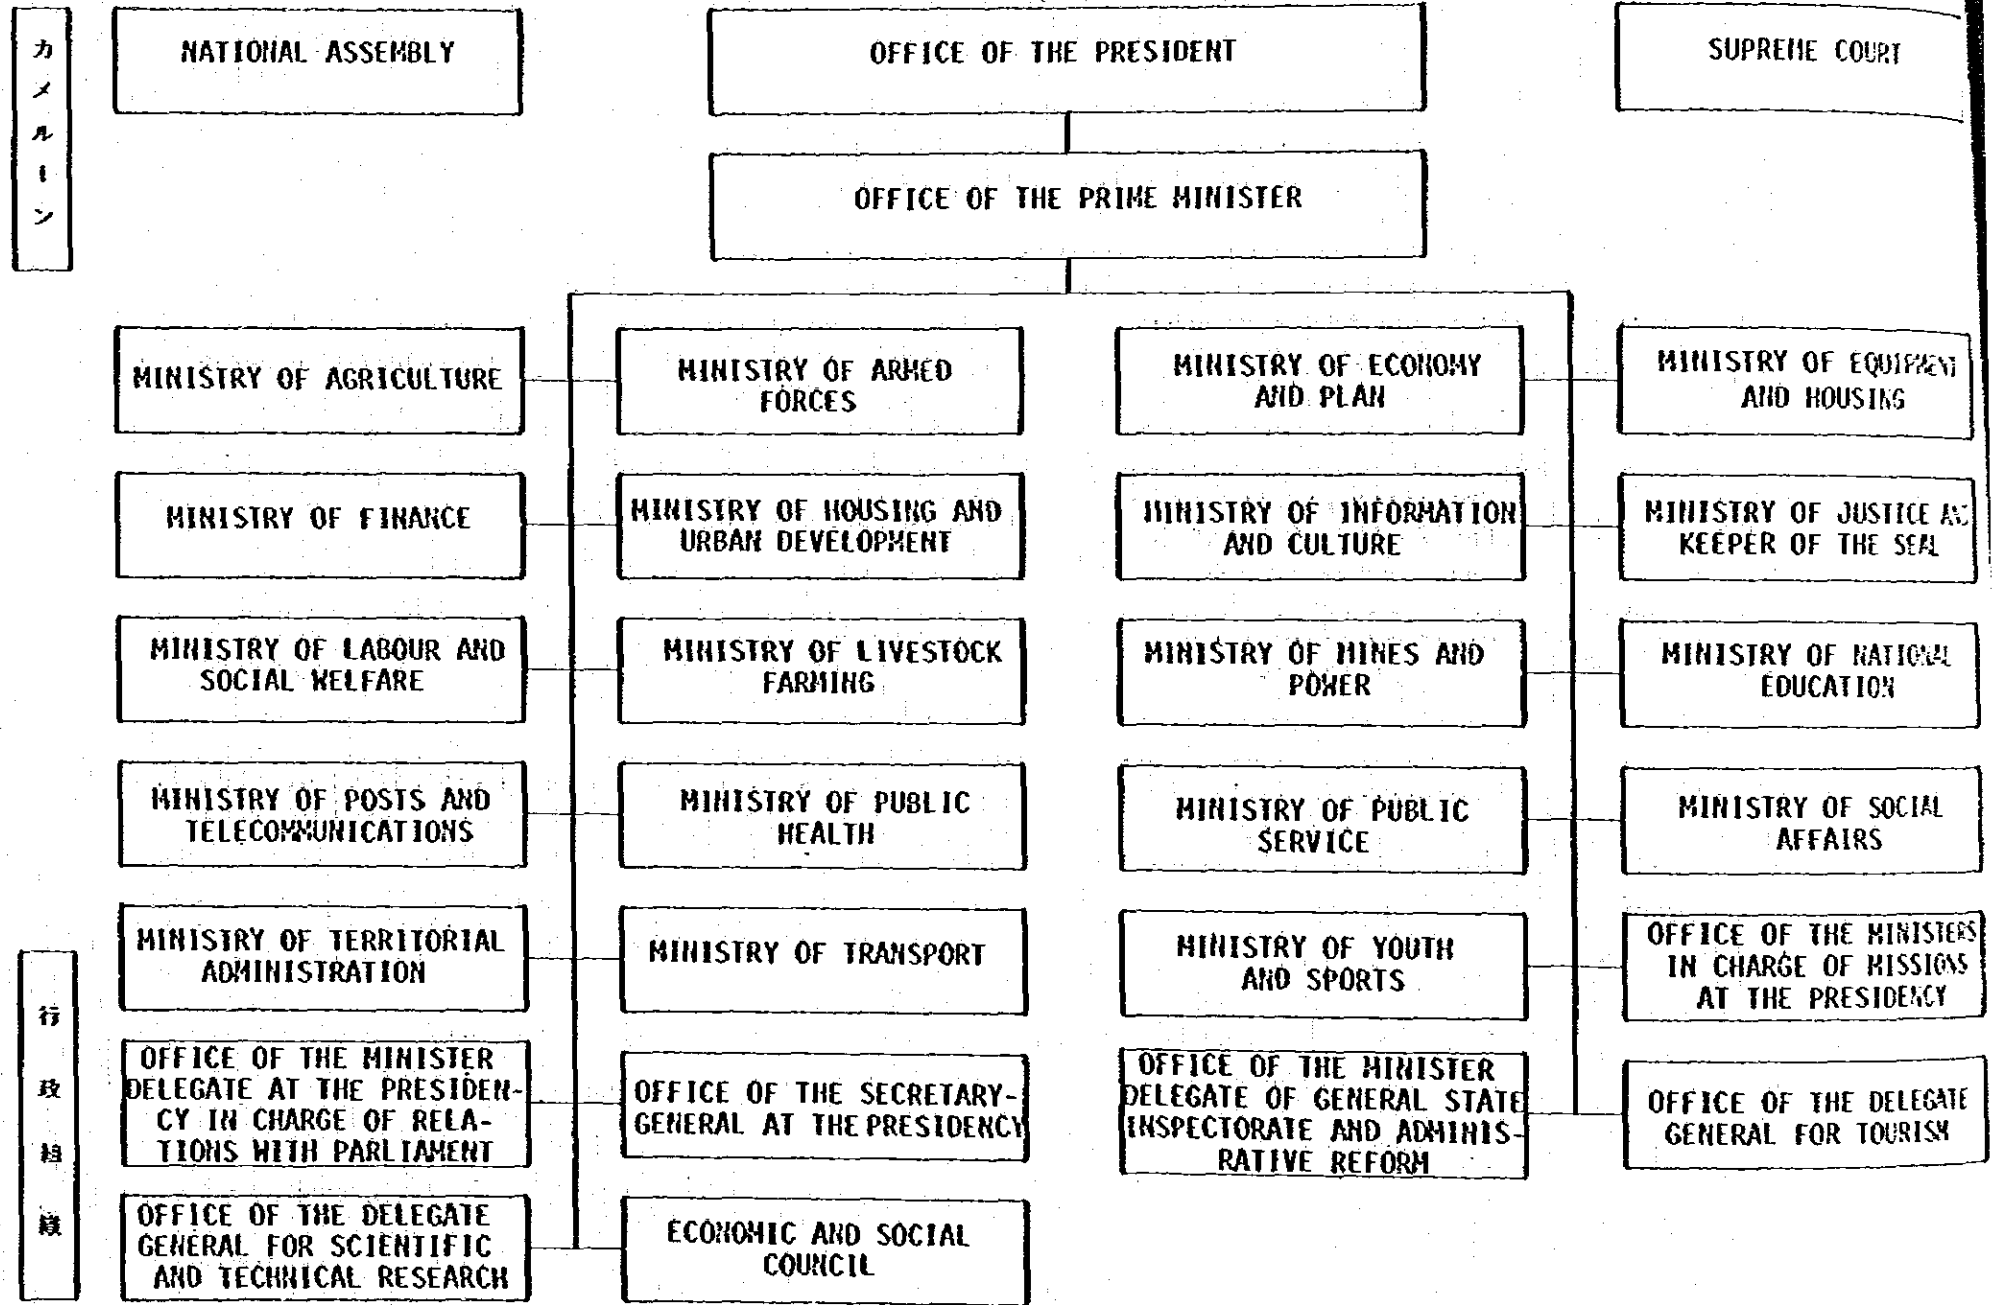 カメルーン
NATIONAL ASSEMBLY
OFFICE OF THE PRESIDENT
SUPREME COURT
OFFICE OF THE PRIME MINISTER
MINISTRY OF AGRICULTURE
MINISTRY OF ARMED
FORCES
MINISTRY OF ECONOMY
AND PLAN
MINISTRY OF EQUIPMENT
AND HOUSING
MINISTRY OF FINANCE
MINISTRY OF HOUSING AND
URBAN DEVELOPMENT
MINISTRY OF INFORMATION
AND CULTURE
MINISTRY OF JUSTICE AND
KEEPER OF THE SEAL
MINISTRY OF LABOUR AND
SOCIAL WELFARE
MINISTRY OF LIVESTOCK
FARMING
MINISTRY OF MINES AND
POWER
MINISTRY OF NATIONAL
EDUCATION
MINISTRY OF POSTS AND
TELECOMMUNICATIONS
MINISTRY OF PUBLIC
HEALTH
MINISTRY OF PUBLIC
SERVICE
MINISTRY OF SOCIAL
AFFAIRS
MINISTRY OF TERRITORIAL
ADMINISTRATION
MINISTRY OF TRANSPORT
MINISTRY OF YOUTH
AND SPORTS
OFFICE OF THE MINISTERS
IN CHARGE OF MISSIONS
AT THE PRESIDENCY
行政組織
OFFICE OF THE MINISTER
DELEGATE AT THE PRESIDEN-
CY IN CHARGE OF RELA-
TIONS WITH PARLIAMENT
OFFICE OF THE SECRETARY-
GENERAL AT THE PRESIDENCY
OFFICE OF THE MINISTER
DELEGATE OF GENERAL STATE
INSPECTORATE AND ADMINIS-
RATIVE REFORM
OFFICE OF THE DELEGATE
GENERAL FOR TOURISM
OFFICE OF THE DELEGATE
GENERAL FOR SCIENTIFIC
AND TECHNICAL RESEARCH
ECONOMIC AND SOCIAL
COUNCIL